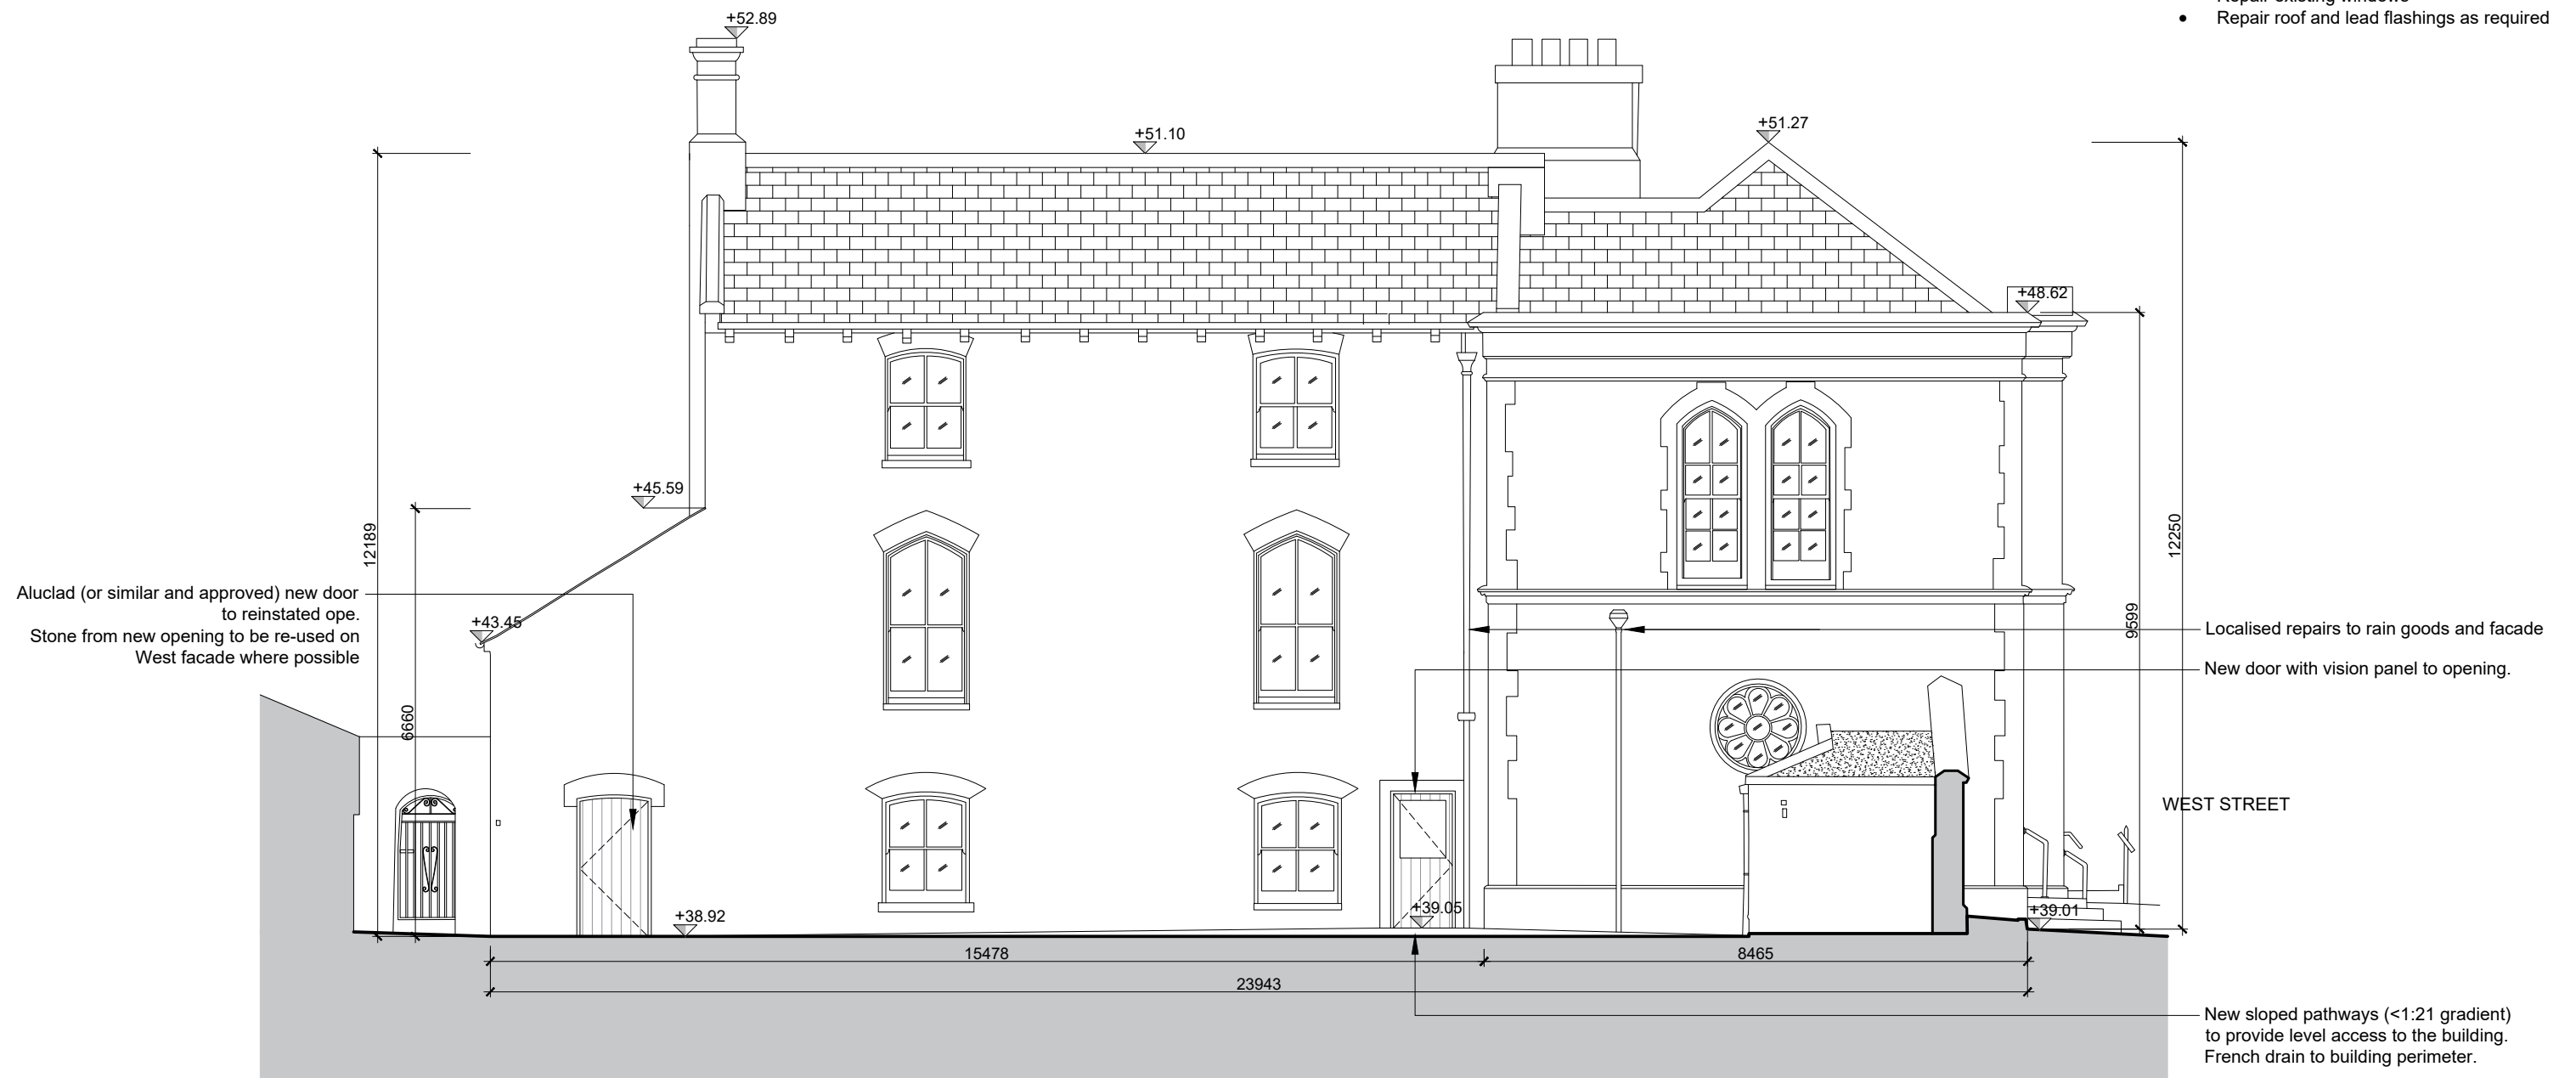 Repair existing windows
• Repair roof and lead flashings as required
+52.89
+51.10
+51.27
+48.62
+45.59
+43.45
12189
6660
12250
9599
Aluclad (or similar and approved) new door
to reinstated ope.
Stone from new opening to be re-used on
West facade where possible
Localised repairs to rain goods and facade
New door with vision panel to opening.
WEST STREET
+38.92
+39.05
+39.01
15478
8465
23943
New sloped pathways (<1:21 gradient)
to provide level access to the building.
French drain to building perimeter.